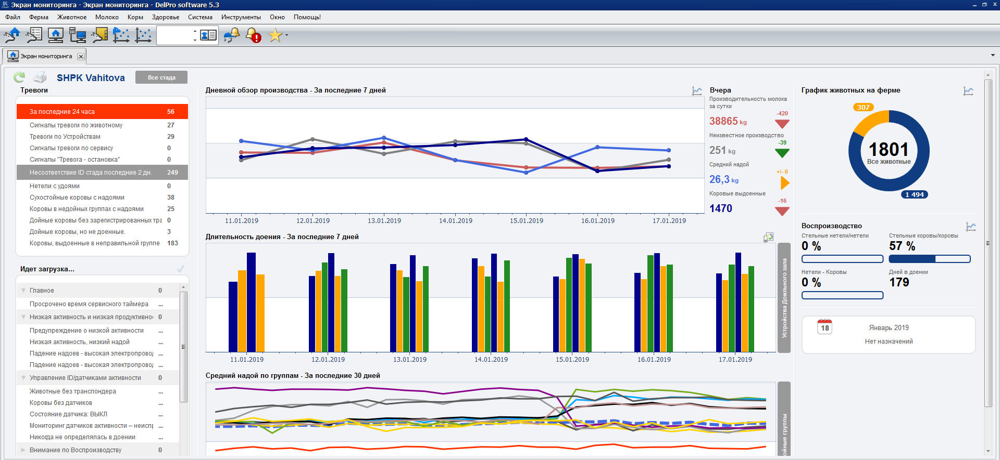 Экран мониторинга - Экран мониторинга - DelPro software 5.3
Файл Ферма Животное Молоко Корм Здоровье Система Инструменты Окно Помощь!
Экран мониторинга
SHPK Vahitova Все стада
Тревоги
За последние 24 часа 56
Сигналы тревоги по животному 27
Тревоги по Устройствам 29
Сигналы тревоги по сервису 0
Сигналы "Тревога - остановка" 0
Несоответствие ID стада последние 2 дн. 249
Нетели с удоями 0
Сухостойные коровы с надоями 38
Коровы в недойных группах с надоями 25
Дойные коровы без зарегистрированных тра 0
Дойные коровы, но не доенные. 3
Коровы, выдоенные в неправильной группе 183
Идет загрузка...
Главное 0
Просрочено время сервисного таймера ...
Низкая активность и низкая продуктивно 0
Предупреждение о низкой активности ...
Низкая активность, низкий надой ...
Падение надоев - высокая электропровод ...
Падение надоев - высокая электропровод ...
Управление ID/датчиками активности 0
Животные без транспондера ...
Коровы без датчиков ...
Состояние датчика: ВЫКЛ ...
Мониторинг датчиков активности – неиспр ...
Никогда не определялась в доении ...
Внимание по Воспроизводству 0
Дневной обзор производства - За последние 7 дней
11.01.2019 12.01.2019 13.01.2019 14.01.2019 15.01.2019 16.01.2019 17.01.2019
Вчера
Производительность молока
за сутки
-420
38865 kg
Неизвестное производство
-39
251 kg
Средний надой
+/- 0
26,3 kg
Коровые выдоенные
-16
1470
Длительность доения - За последние 7 дней
11.01.2019 12.01.2019 13.01.2019 14.01.2019 15.01.2019 16.01.2019 17.01.2019
Устройства Доильного зала
Средний надой по группам - За последние 30 дней
ойные группы
График животных на ферме
307
1801
Все животные
1 494
Воспроизводство
Стельные нетели/нетели Стельные коровы/коровы
0 % 57 %
Нетели - Коровы Дней в доении
0 % 179
18 Январь 2019
Нет назначений